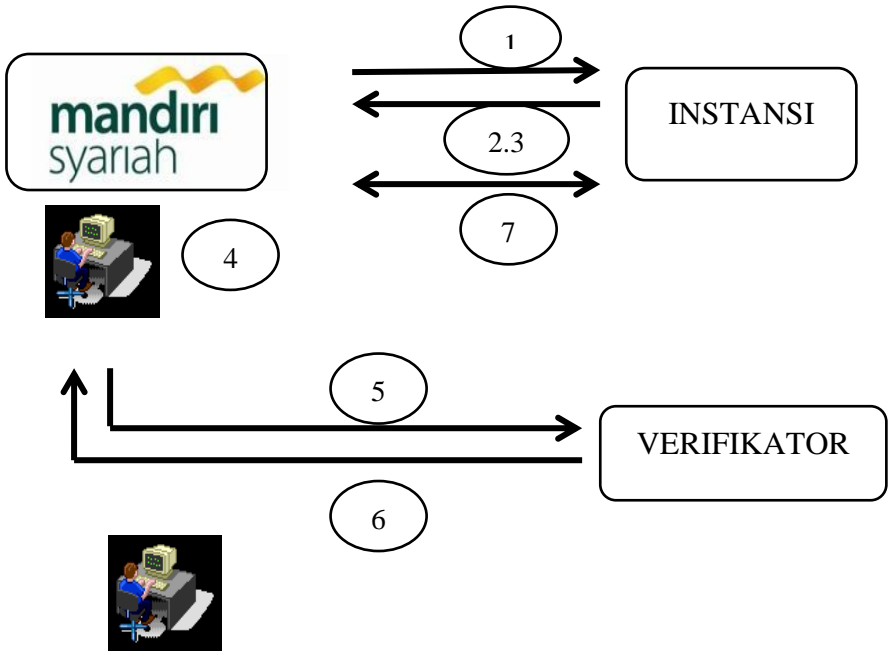 1
mandiri
syariah
INSTANSI
2.3
7
4
5
VERIFIKATOR
6